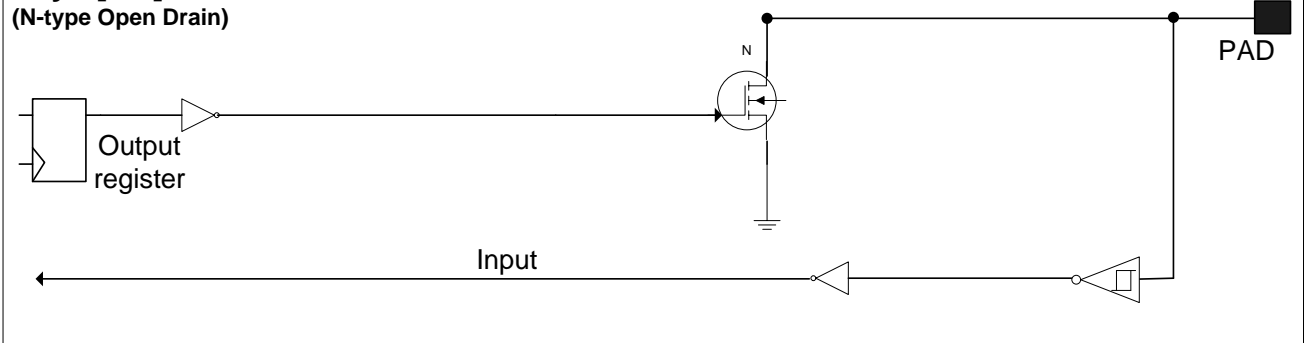 (N-type Open Drain)
N
PAD
Output
register
Input